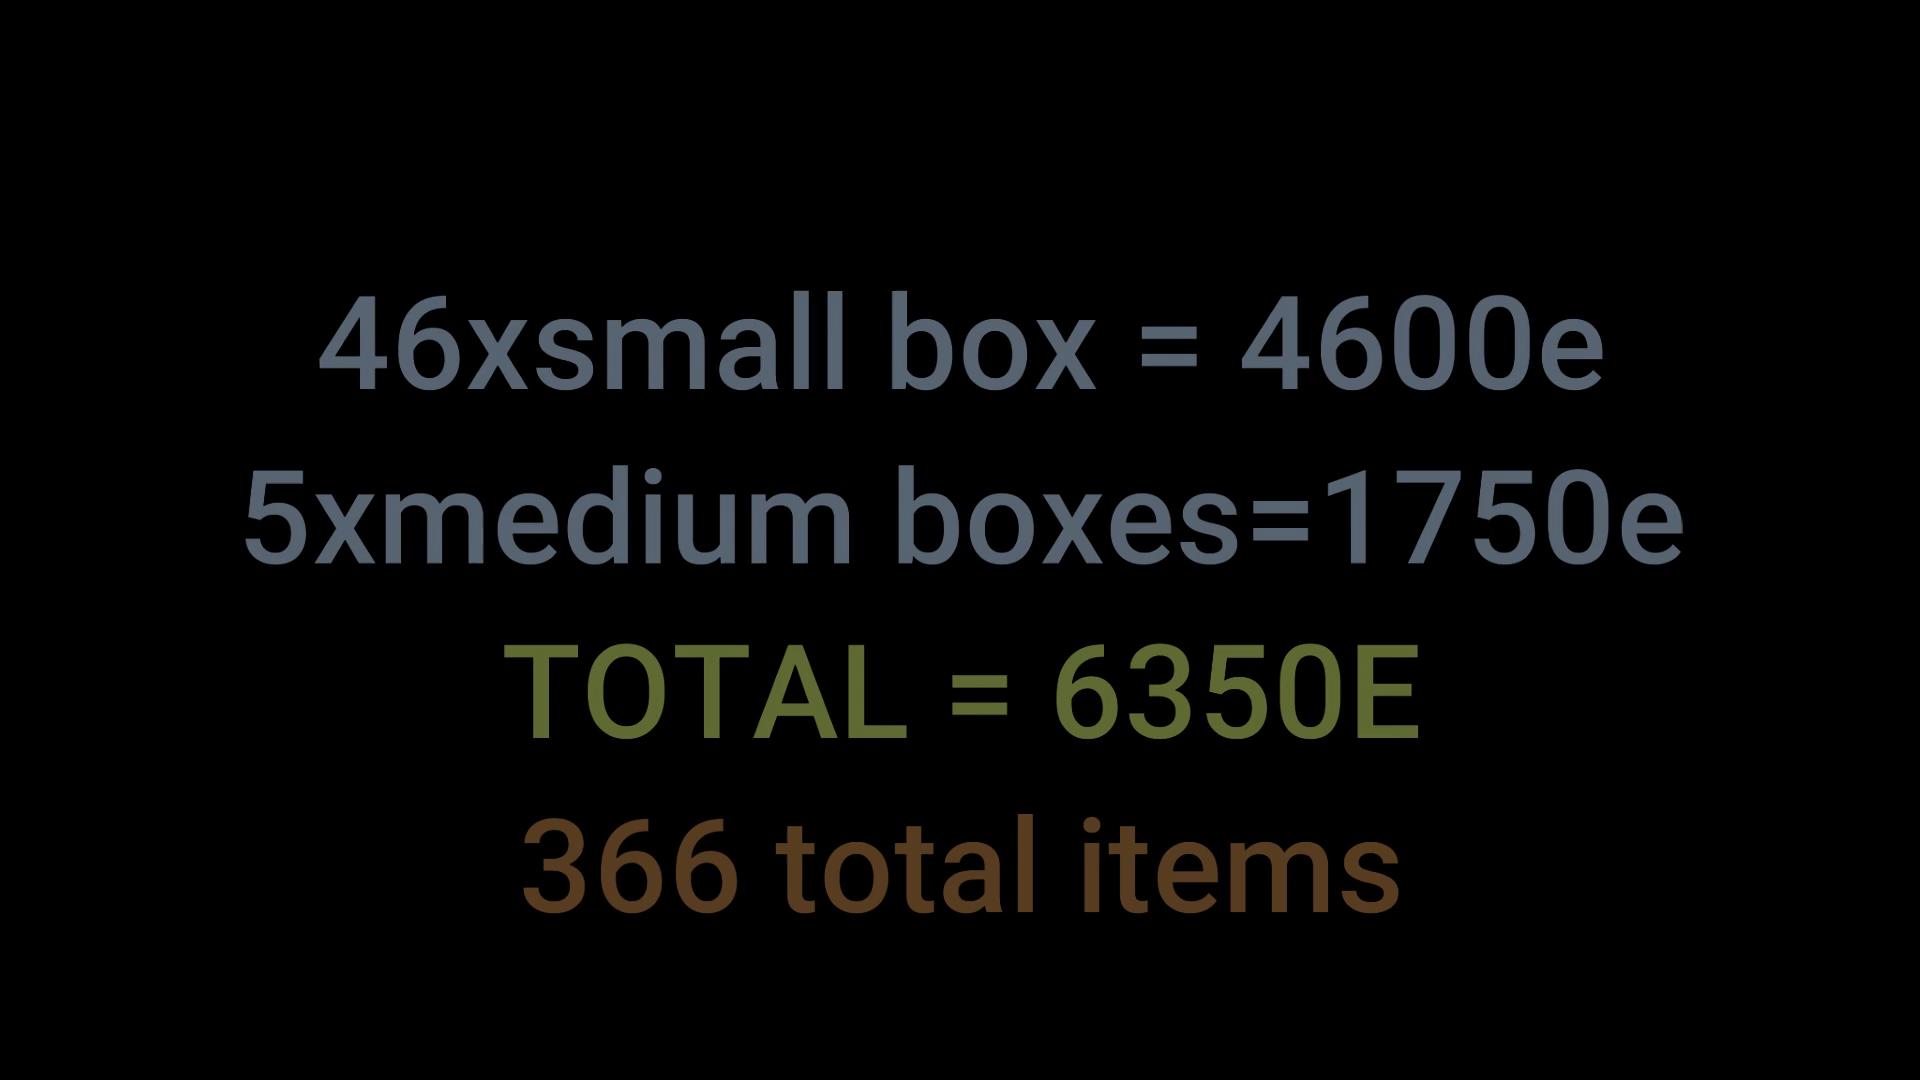 46xsmall box = 4600e
5xmedium boxes=1750e
TOTAL = 6350E
366 total items